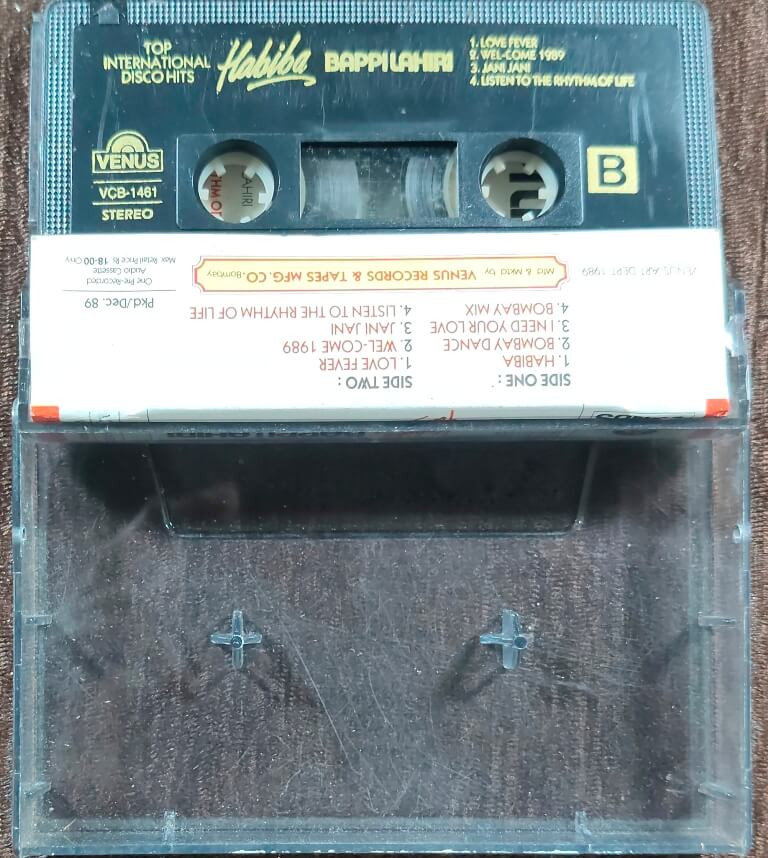 TOP
INTERNATIONAL
DISCO HITS
Habiba
BAPPI LAHIRI
1. LOVE FEVER
2. WEL-COME 1989
3. JANI JANI
4. LISTEN TO THE RHYTHM OF LIFE
VENUS
VCB-1461
STEREO
B
SIDE ONE :
1. HABIBA
2. BOMBAY DANCE
3. I NEED YOUR LOVE
4. BOMBAY MIX
SIDE TWO :
1. LOVE FEVER
2. WEL-COME 1989
3. JANI JANI
4. LISTEN TO THE RHYTHM OF LIFE
Pkd/Dec. 89
One Pre-Recorded
Audio Cassette
Max. Retail Price Rs 18-00 Only
Mfd & Mktd by VENUS RECORDS & TAPES MFG. CO.-Bombay
VENUS ART DEPT 1989